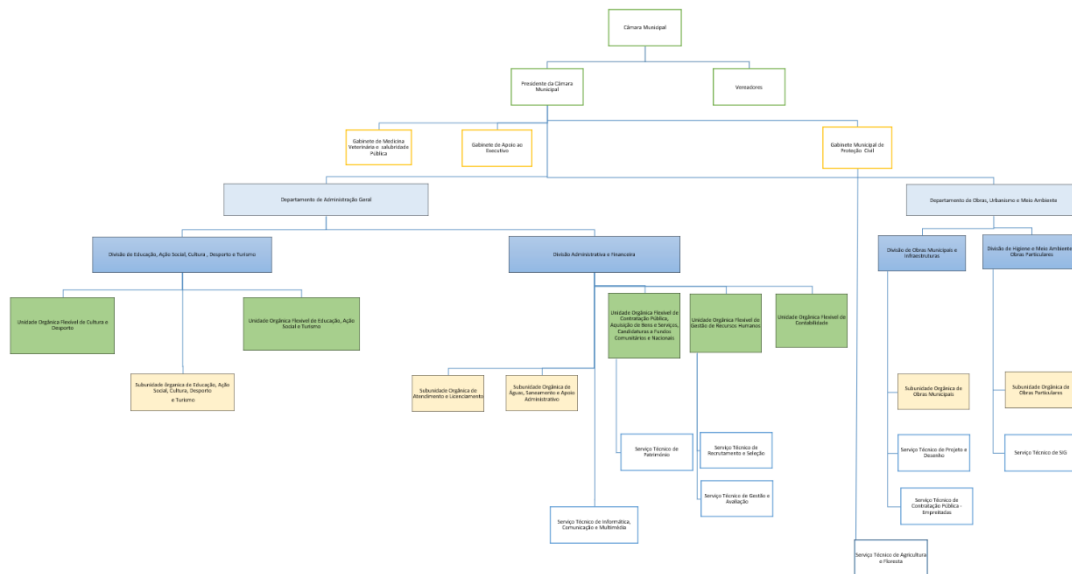 Câmara Municipal
Presidente da Câmara
Municipal
Vereadores
Gabinete de Medicina
Veterinária e salubridade
Pública
Gabinete de Apoio ao
Executivo
Gabinete Municipal de
Proteção Civil
Departamento de Administração Geral
Departamento de Obras, Urbanismo e Meio Ambiente
Divisão de Educação, Ação Social, Cultura , Desporto e Turismo
Divisão Administrativa e Financeira
Divisão de Obras Municipais e
Infraestruturas
Divisão de Higiene e Meio Ambiente
Obras Particulares
Unidade Orgânica Flexível de Cultura e
Desporto
Unidade Orgânica Flexível de Educação, Ação
Social e Turismo
Unidade Orgânica Flexível de
Contratação Pública,
Aquisição de Bens e Serviços,
Candidaturas a Fundos
Comunitários e Nacionais
Unidade Orgânica Flexível de
Gestão de Recursos Humanos
Unidade Orgânica Flexível de
Contabilidade
Subunidade Organica de Educação, Ação
Social, Cultura, Desporto
e Turismo
Subunidade Orgânica de
Atendimento e Licenciamento
Subunidade Orgânica de
Águas, Saneamento e Apoio
Administrativo
Subunidade Orgânica de
Obras Municipais
Subunidade Orgânica de
Obras Particulares
Serviço Técnico de
Património
Serviço Técnico de
Recrutamento e Seleção
Serviço Técnico de Projeto e
Desenho
Serviço Técnico de SIG
Serviço Técnico de Gestão e
Avaliação
Serviço Técnico de
Contratação Pública -
Empreitadas
Serviço Técnico de Informática,
Comunicação e Multimédia
Serviço Técnico de Agricultura
e Floresta